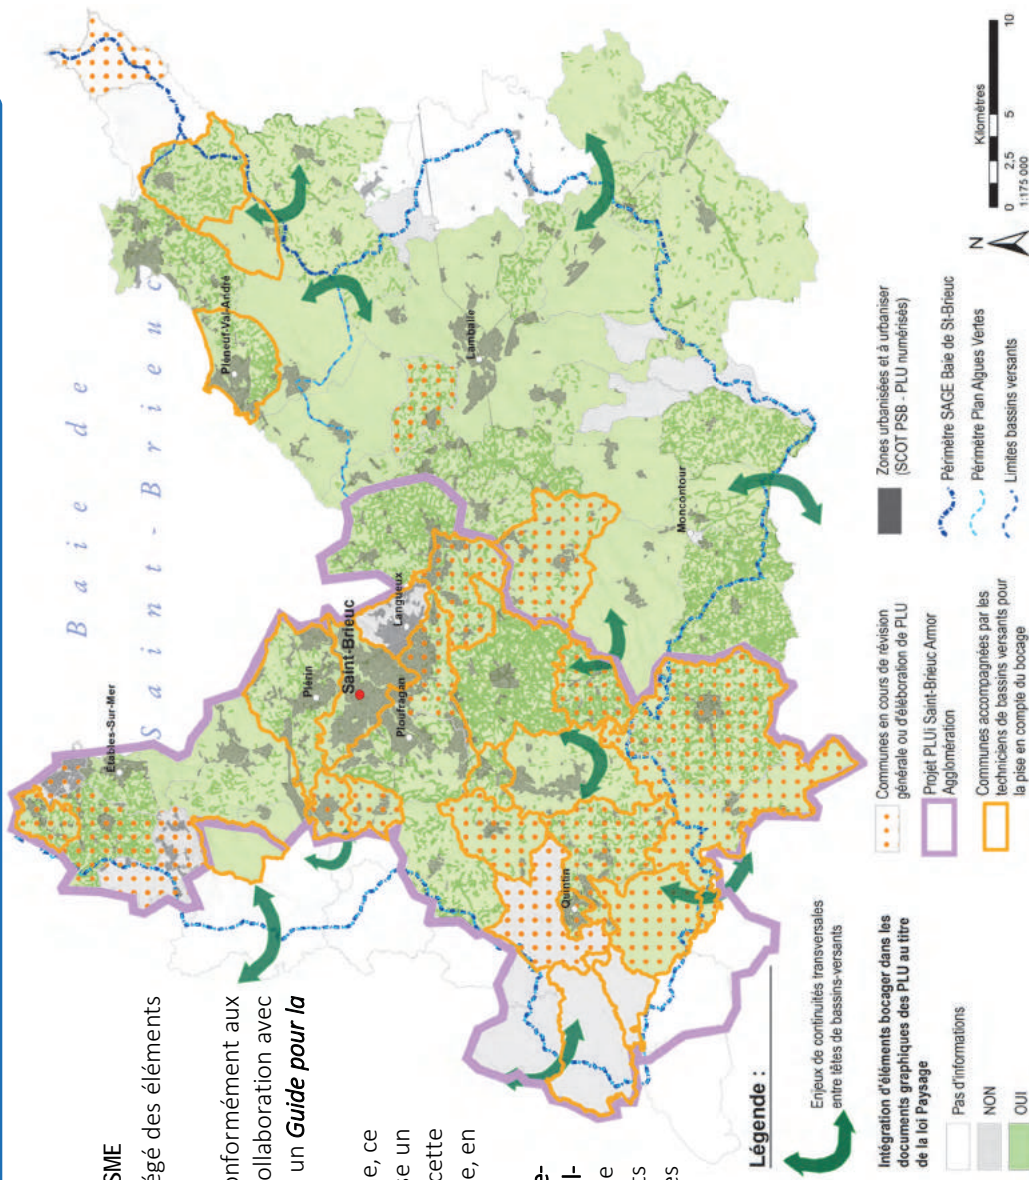 SME
égé des éléments
onformément aux
ollaboration avec
un Guide pour la
e, ce
se un
cette
e, en
e-
l-
e
ts
es
Baie de
Saint-Brieuc
Étables-Sur-Mer
Pléneuf-Val-André
Plérin
Saint-Brieuc
Langueux
Ploufragan
Lamballe
Quintin
Moncontour
Légende :
Enjeux de continuités transversales
entre têtes de bassins-versants
Intégration d'éléments bocager dans les
documents graphiques des PLU au titre
de la loi Paysage
Pas d'informations
NON
OUI
Communes en cours de révision
générale ou d'éléboration de PLU
Projet PLUi Saint-Brieuc Armor
Agglomération
Communes accompagnées par les
techniciens de bassins versants pour
la pise en compte du bocage
Zones urbanisées et à urbaniser
(SCOT PSB - PLU numérisés)
Périmètre SAGE Baie de St-Brieuc
Périmètre Plan Algues Vertes
Limites bassins versants
N
Kilomètres
0 2,5 5 10
1:175 000